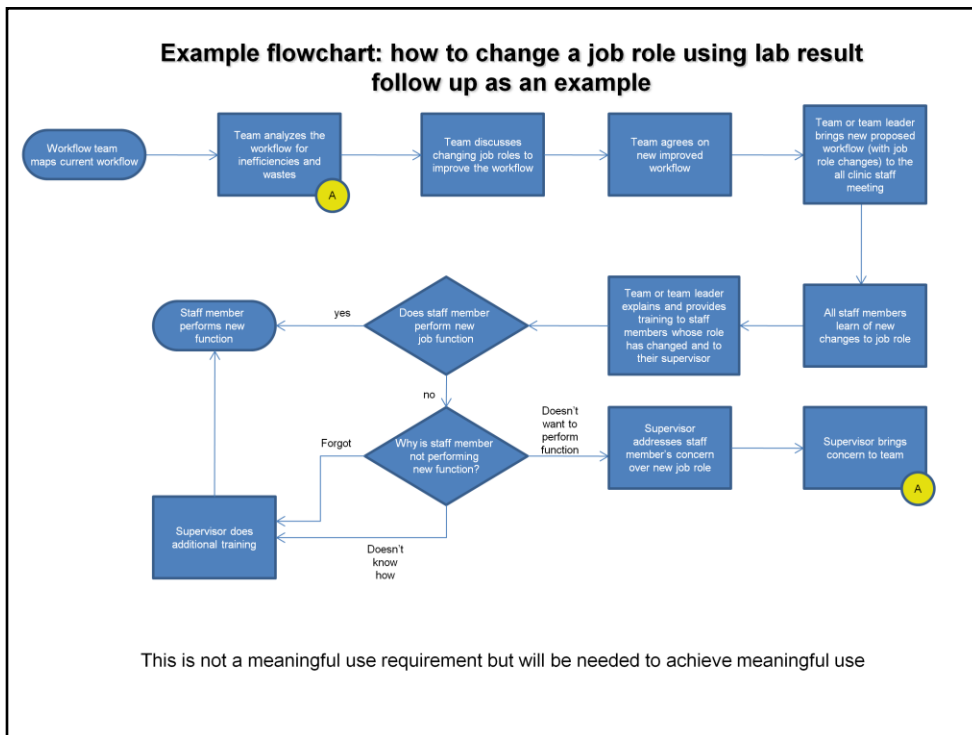 Example flowchart: how to change a job role using lab result
follow up as an example
Workflow team
maps current workflow
Team analyzes the
workflow for
inefficiencies and
wastes
A
Team discusses
changing job roles to
improve the workflow
Team agrees on
new improved
workflow
Team or team leader
brings new proposed
workflow (with job
role changes) to the
all clinic staff
meeting
All staff members
learn of new
changes to job role
Team or team leader
explains and provides
training to staff
members whose role
has changed and to
their supervisor
Does staff member
perform new
job function
yes
Staff member
performs new
function
no
Why is staff member
not performing
new function?
Forgot
Doesn't
know
how
Supervisor does
additional training
Doesn't
want to
perform
function
Supervisor
addresses staff
member's concern
over new job role
Supervisor brings
concern to team
A
This is not a meaningful use requirement but will be needed to achieve meaningful use